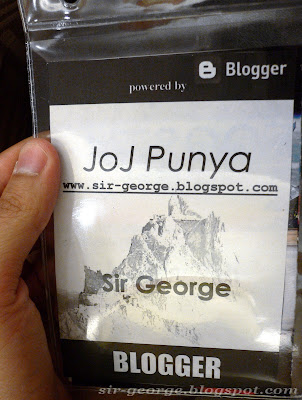 Blogger
powered by
JoJ Punya
www.sir-george.blogspot.com
Sir George
BLOGGER
sir-george.blogspot.com